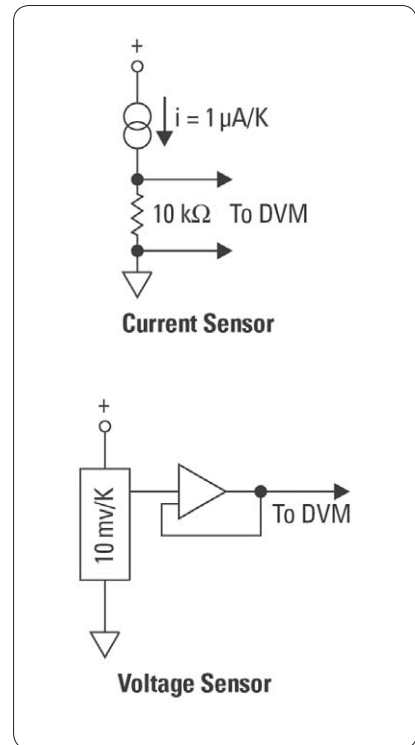 +
i = 1 µA/K
10 kΩ To DVM
Current Sensor
+
10 mv/K
To DVM
Voltage Sensor